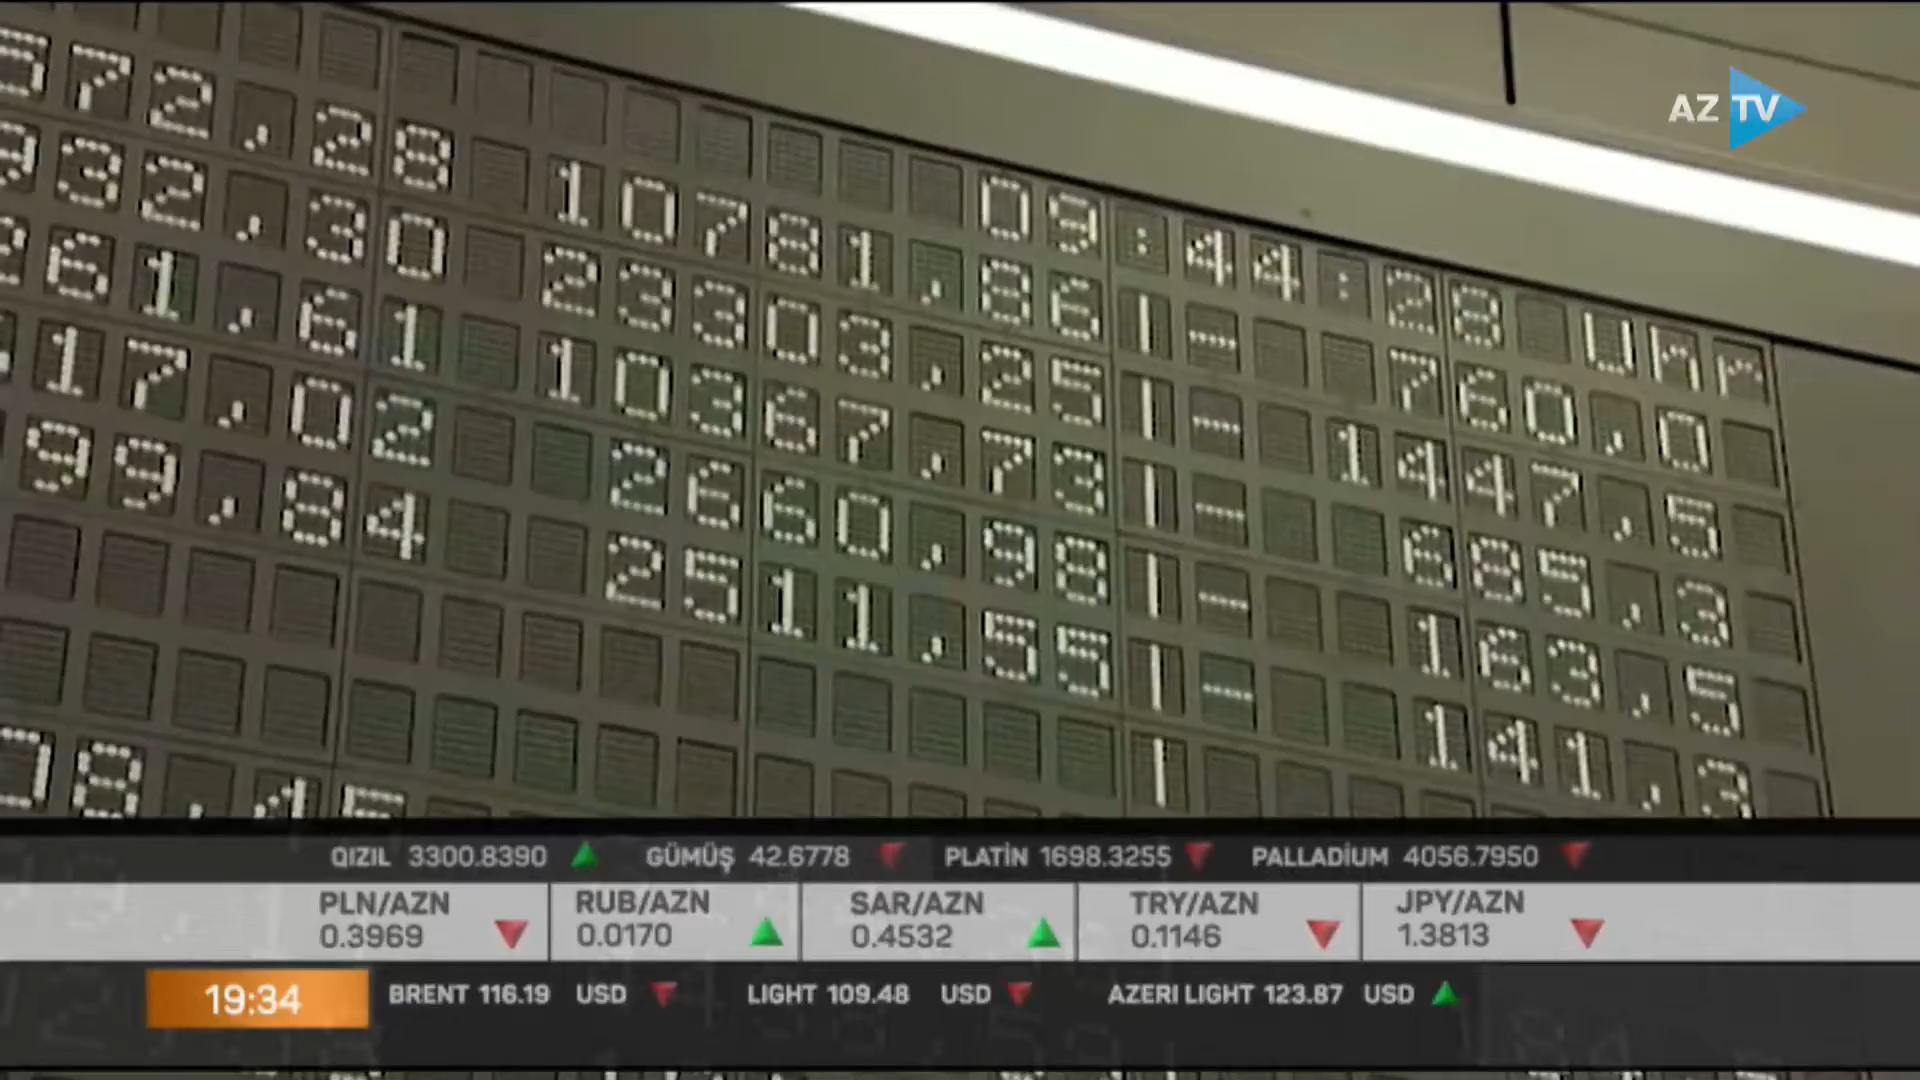 AZ TV
572,28
09:44:28 Uhr
932,30 10781,86 |- 760,0
61,61 23303,25 |- 1447,5
17,02 10367,73 |- 685,3
99,84 2660,98 |- 163,5
2511,55 |- 141,3
QIZIL 3300.8390 GÜMÜŞ 42.6778 PLATİN 1698.3255 PALLADİUM 4056.7950
PLN/AZN RUB/AZN SAR/AZN TRY/AZN JPY/AZN
0.3969 0.0170 0.4532 0.1146 1.3813
19:34 BRENT 116.19 USD LIGHT 109.48 USD AZERI LIGHT 123.87 USD